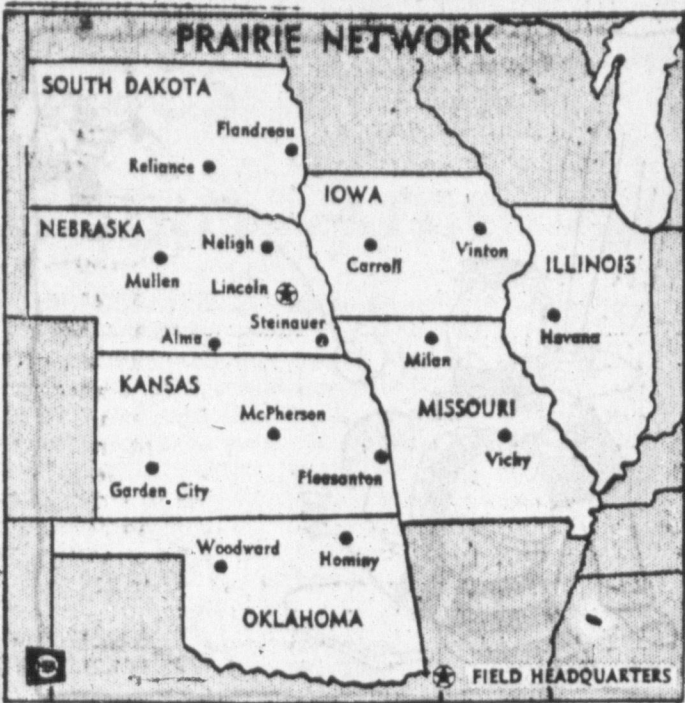 PRAIRIE NETWORK
SOUTH DAKOTA
Flandreau
Reliance
IOWA
NEBRASKA
Neligh
Mullen
Carroll
Vinton
ILLINOIS
Lincoln
Steinauer
Alma
Milan
Havana
KANSAS
McPherson
MISSOURI
Garden City
Pleasanton
Vichy
Woodward
Hominy
OKLAHOMA
FIELD HEADQUARTERS
NEA